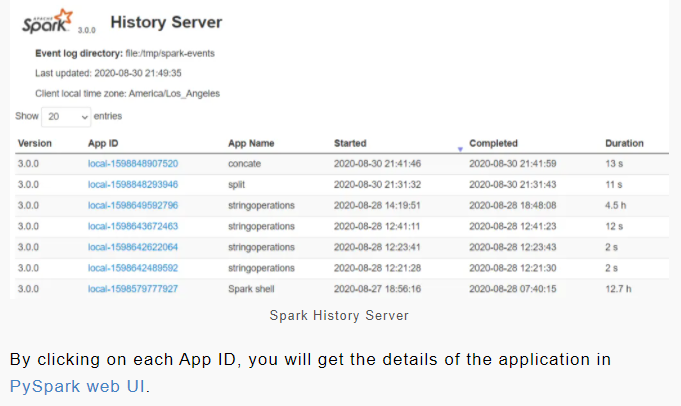 APACHE Spark 3.0.0 History Server
Event log directory: file:/tmp/spark-events
Last updated: 2020-08-30 21:49:35
Client local time zone: America/Los_Angeles
Show 20 entries
Version App ID App Name Started Completed Duration
3.0.0 local-1598848907520 concate 2020-08-30 21:41:46 2020-08-30 21:41:59 13 s
3.0.0 local-1598848293946 split 2020-08-30 21:31:32 2020-08-30 21:31:43 11 s
3.0.0 local-1598649592796 stringoperations 2020-08-28 14:19:51 2020-08-28 18:48:08 4.5 h
3.0.0 local-1598643672463 stringoperations 2020-08-28 12:41:11 2020-08-28 12:41:23 12 s
3.0.0 local-1598642622064 stringoperations 2020-08-28 12:23:41 2020-08-28 12:23:43 2 s
3.0.0 local-1598642489592 stringoperations 2020-08-28 12:21:28 2020-08-28 12:21:30 2 s
3.0.0 local-1598579777927 Spark shell 2020-08-27 18:56:16 2020-08-28 07:40:15 12.7 h
Spark History Server
By clicking on each App ID, you will get the details of the application in
PySpark web UI.